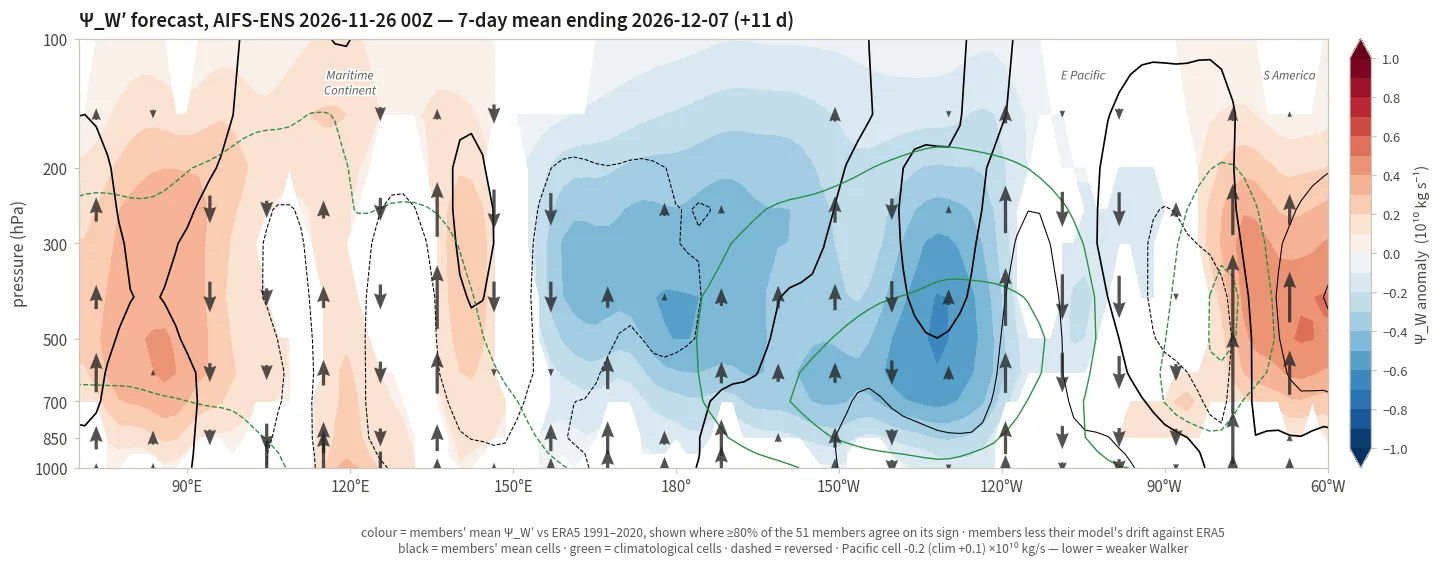 Ψ_W′ forecast, AIFS-ENS 2026-11-26 00Z — 7-day mean ending 2026-12-07 (+11 d)
100
200
300
400
500
700
850
1000
pressure (hPa)
Maritime
Continent
E Pacific
S America
90°E
120°E
150°E
180°
150°W
120°W
90°W
60°W
1.0
0.8
0.6
0.4
0.2
0.0
−0.2
−0.4
−0.6
−0.8
−1.0
Ψ_W anomaly (10¹⁰ kg s⁻¹)
colour = members' mean Ψ_W′ vs ERA5 1991–2020, shown where ≥80% of the 51 members agree on its sign · members less their model's drift against ERA5
black = members' mean cells · green = climatological cells · dashed = reversed · Pacific cell -0.2 (clim +0.1) ×10¹⁰ kg/s — lower = weaker Walker